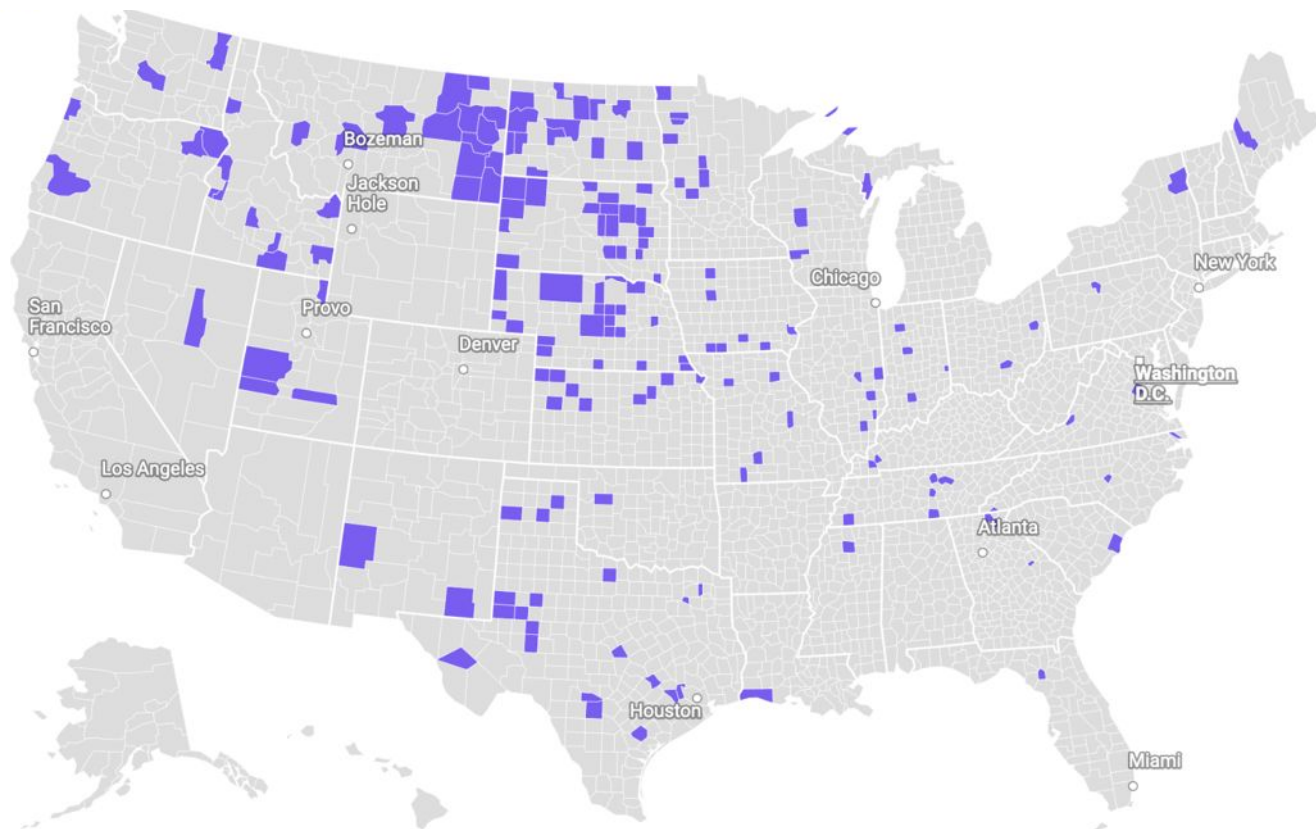 Bozeman
Jackson
Hole
New York
Chicago
San
Francisco
Provo
Denver
Washington
D.C.
Los Angeles
Atlanta
Houston
Miami